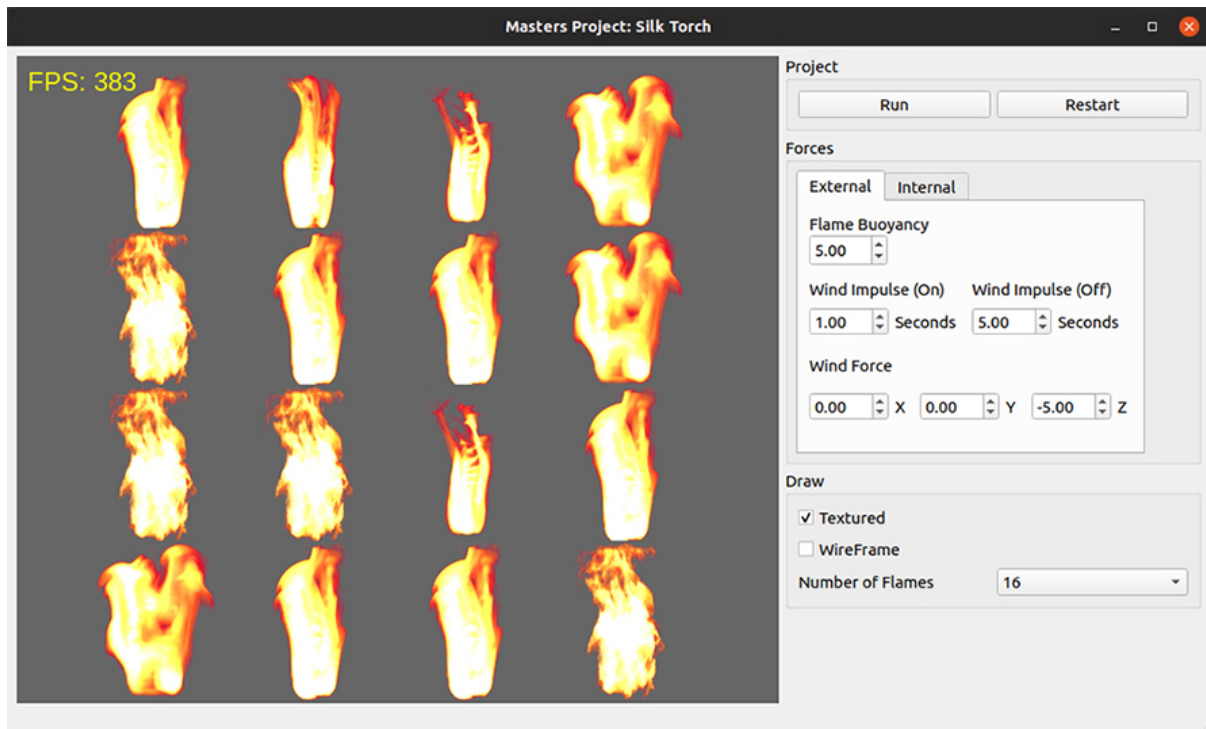 Masters Project: Silk Torch
FPS: 383
Project
Run Restart
Forces
External Internal
Flame Buoyancy
5.00
Wind Impulse (On) Wind Impulse (Off)
1.00 Seconds 5.00 Seconds
Wind Force
0.00 X 0.00 Y -5.00 Z
Draw
Textured
WireFrame
Number of Flames 16